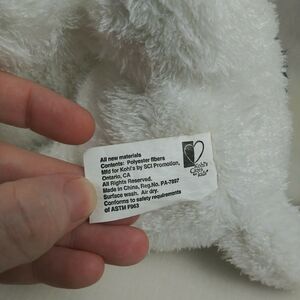 All new materials
Contents: Polyester fibers
Mfd for Kohl's by SCI Promotion,
Ontario, CA
All Rights Reserved.
Made in China, Reg.No. PA-7897
Surface wash. Air dry.
Conforms to safety requirements
of ASTM F963
Kohl's
Cares